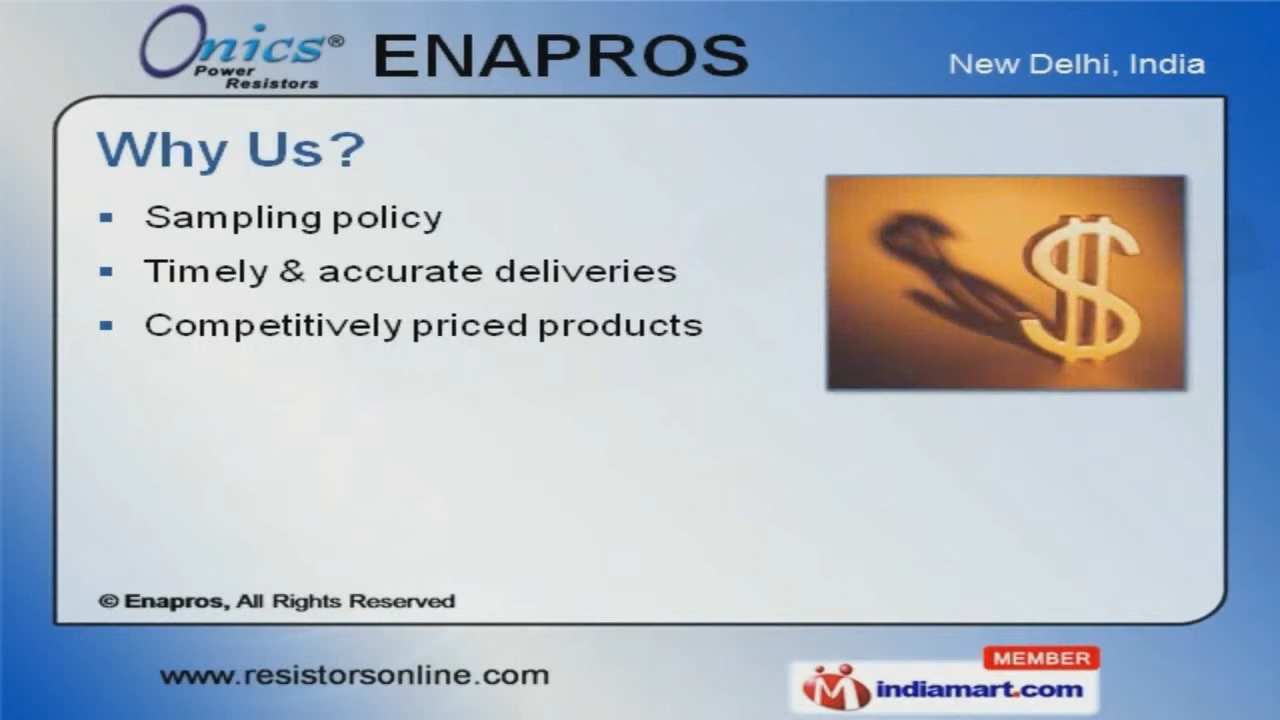 Onics® ENAPROS
Power
Resistors
New Delhi, India
Why Us?
▪ Sampling policy
▪ Timely & accurate deliveries
▪ Competitively priced products
© Enapros, All Rights Reserved
www.resistorsonline.com
MEMBER
indiamart.com